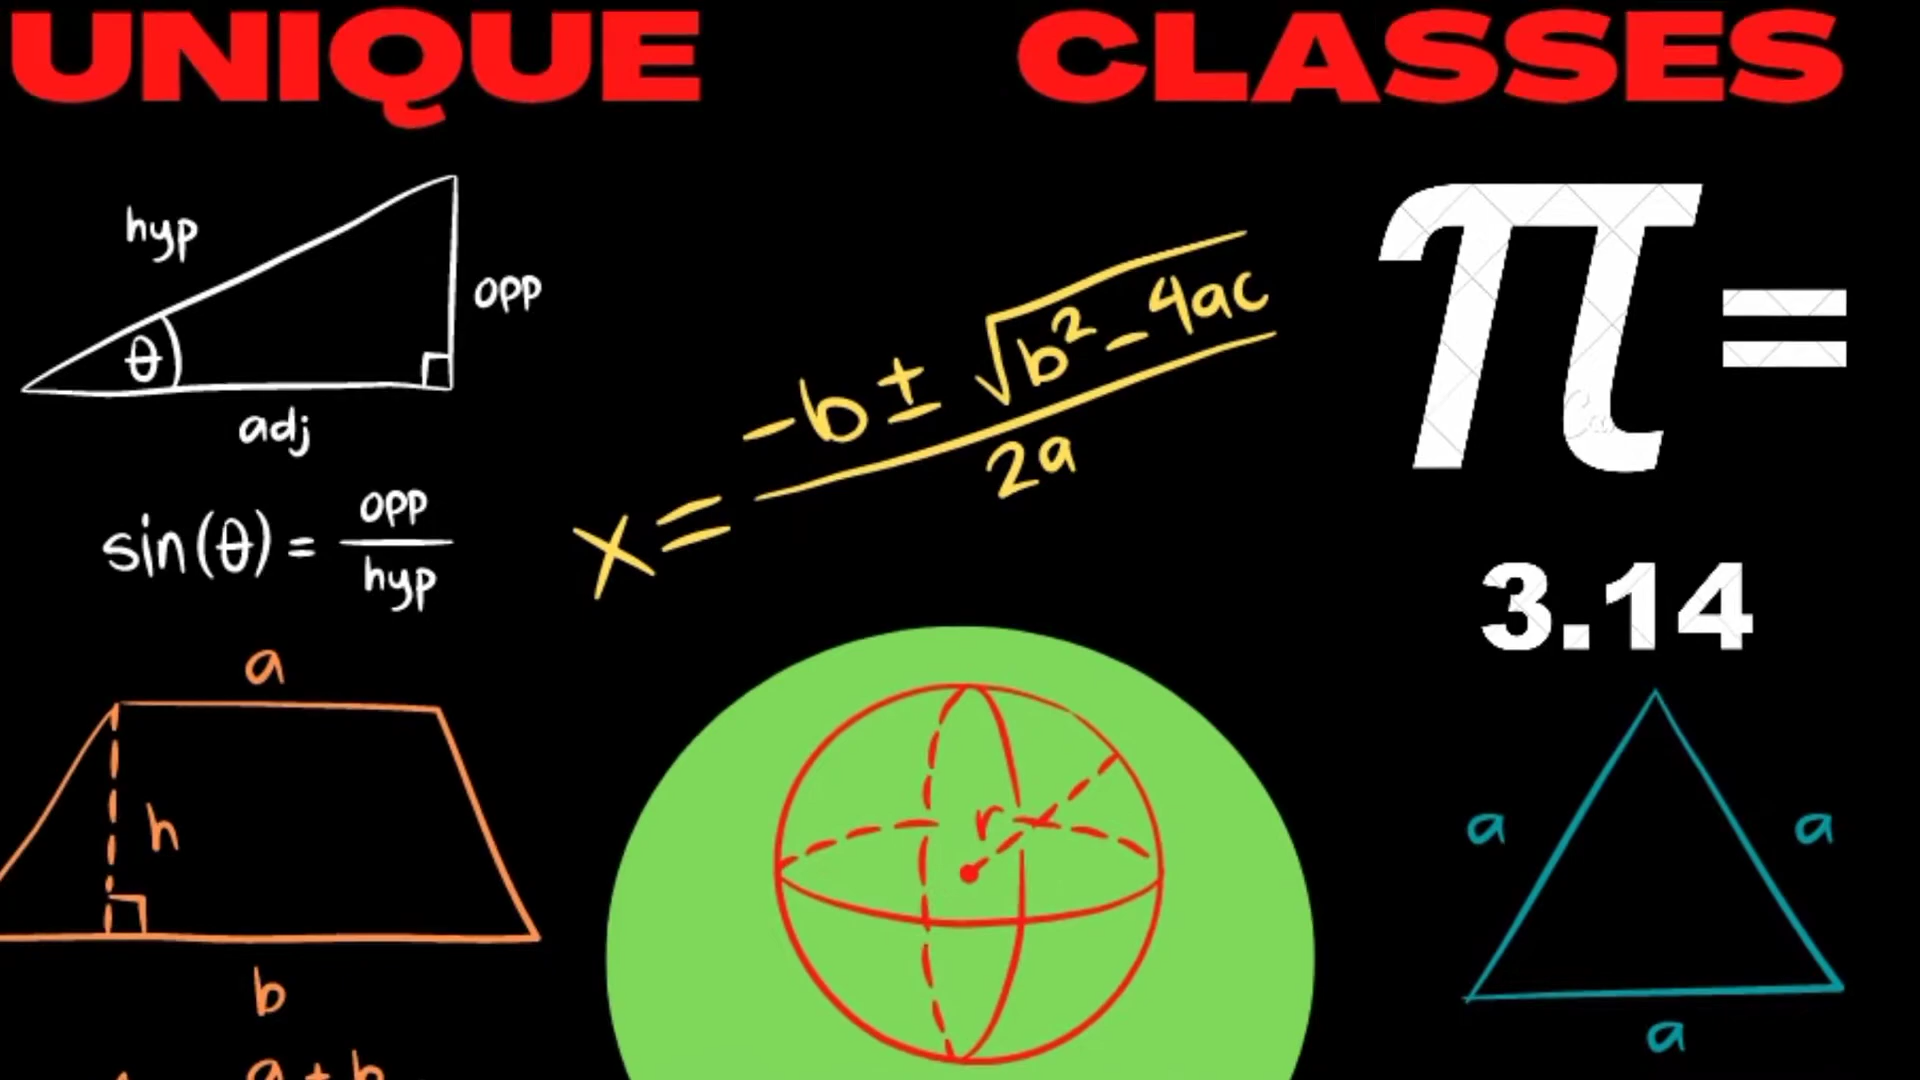 UNIQUE CLASSES
hyp
opp
θ
adj
sin(θ) = opp/hyp
x = -b ± √b² - 4ac / 2a
π =
3.14
a
h
b
a + b
r
a
a
a